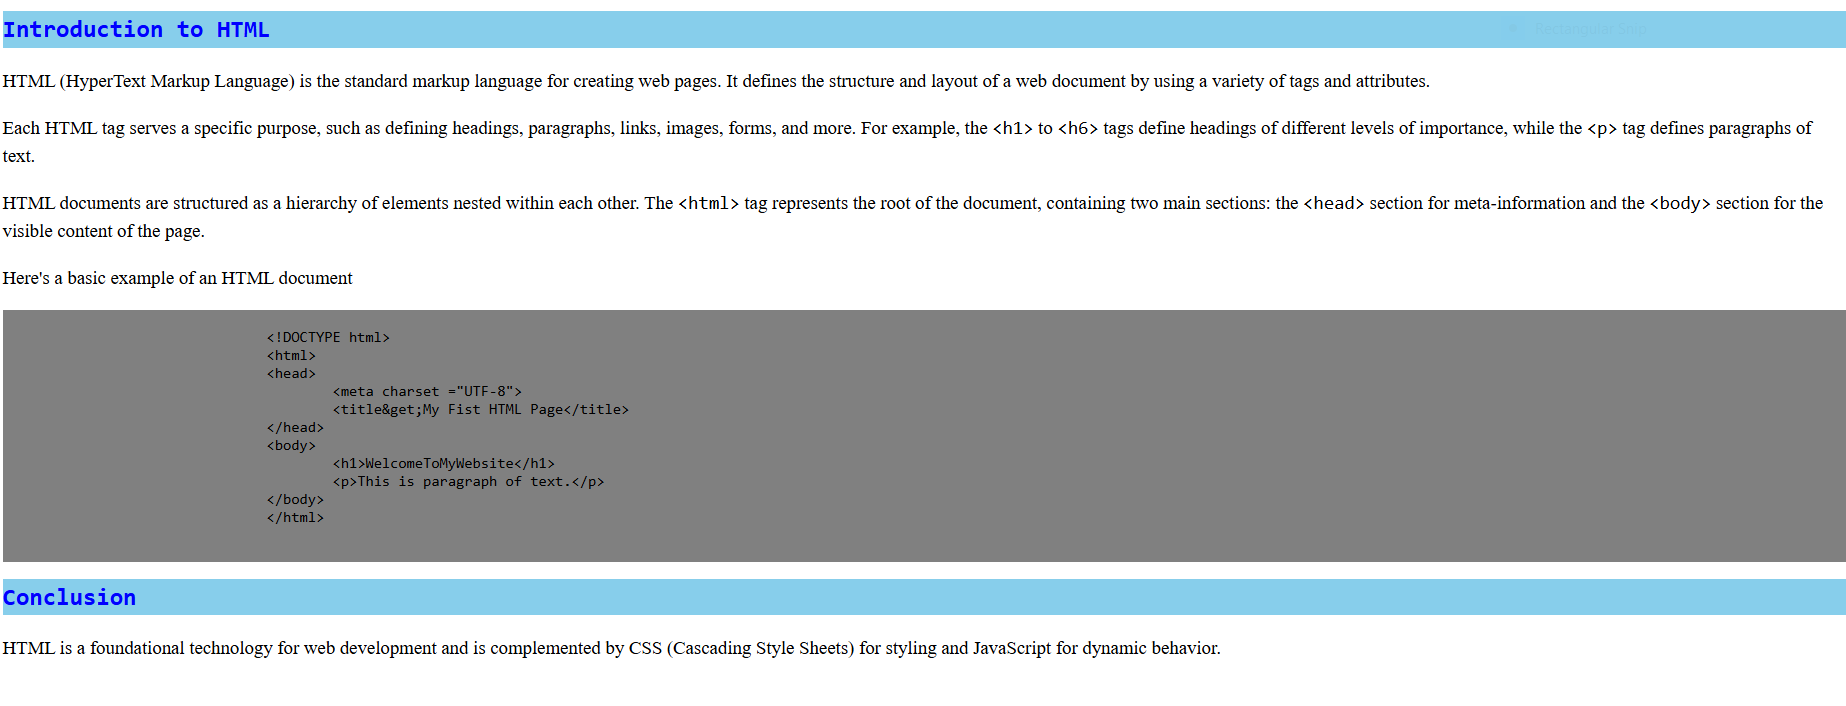 Introduction to HTML
HTML (HyperText Markup Language) is the standard markup language for creating web pages. It defines the structure and layout of a web document by using a variety of tags and attributes.
Each HTML tag serves a specific purpose, such as defining headings, paragraphs, links, images, forms, and more. For example, the <h1> to <h6> tags define headings of different levels of importance, while the <p> tag defines paragraphs of
text.
HTML documents are structured as a hierarchy of elements nested within each other. The <html> tag represents the root of the document, containing two main sections: the <head> section for meta-information and the <body> section for the
visible content of the page.
Here's a basic example of an HTML document
<!DOCTYPE html>
<html>
<head>
<meta charset ="UTF-8">
<title&get;My Fist HTML Page</title>
</head>
<body>
<h1>WelcomeToMyWebsite</h1>
<p>This is paragraph of text.</p>
</body>
</html>
Conclusion
HTML is a foundational technology for web development and is complemented by CSS (Cascading Style Sheets) for styling and JavaScript for dynamic behavior.